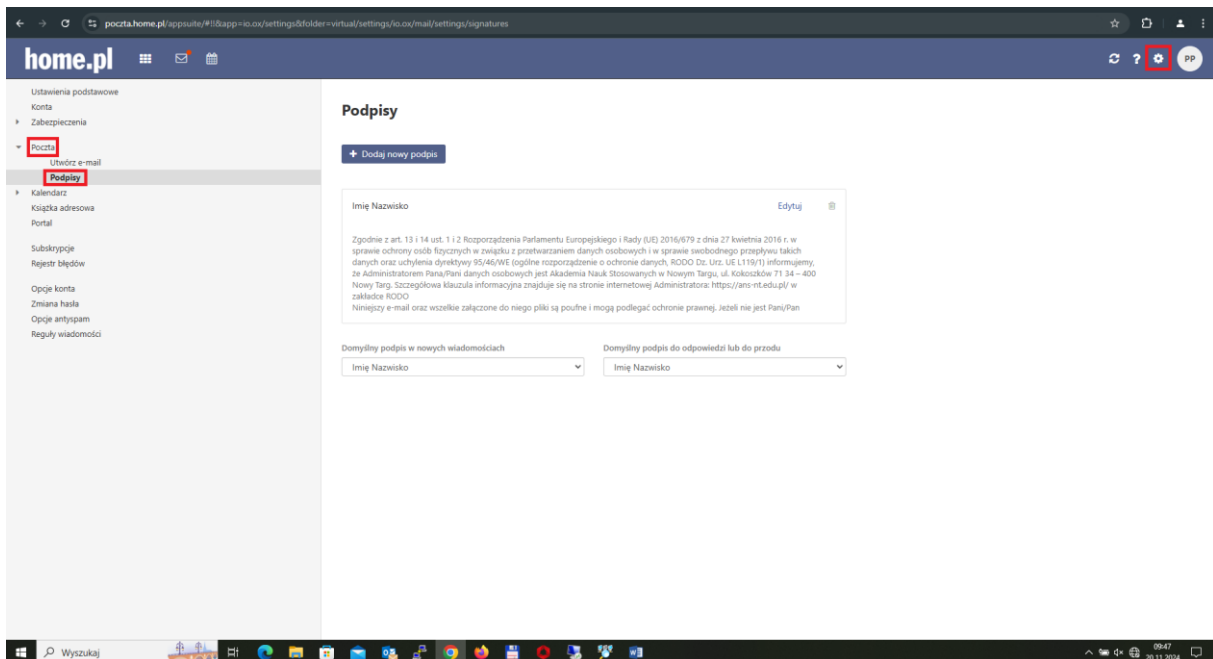 poczta.home.pl/appsuite/#!!&app=io.ox/settings&folder=virtual/settings/io.ox/mail/settings/signatures
home.pl
?
PP
Ustawienia podstawowe
Konta
Zabezpieczenia
Poczta
Utwórz e-mail
Podpisy
Kalendarz
Książka adresowa
Portal
Subskrypcje
Rejestr błędów
Opcje konta
Zmiana hasła
Opcje antyspam
Reguły wiadomości
Podpisy
+ Dodaj nowy podpis
Imię Nazwisko Edytuj
Zgodnie z art. 13 i 14 ust. 1 i 2 Rozporządzenia Parlamentu Europejskiego i Rady (UE) 2016/679 z dnia 27 kwietnia 2016 r. w
sprawie ochrony osób fizycznych w związku z przetwarzaniem danych osobowych i w sprawie swobodnego przepływu takich
danych oraz uchylenia dyrektywy 95/46/WE (ogólne rozporządzenie o ochronie danych, RODO Dz. Urz. UE L119/1) informujemy,
że Administratorem Pana/Pani danych osobowych jest Akademia Nauk Stosowanych w Nowym Targu, ul. Kokoszków 71 34 – 400
Nowy Targ. Szczegółowa klauzula informacyjna znajduje się na stronie internetowej Administratora: https://ans-nt.edu.pl/ w
zakładce RODO
Niniejszy e-mail oraz wszelkie załączone do niego pliki są poufne i mogą podlegać ochronie prawnej. Jeżeli nie jest Pani/Pan
Domyślny podpis w nowych wiadomościach Domyślny podpis do odpowiedzi lub do przodu
Imię Nazwisko Imię Nazwisko
Wyszukaj
09:47
20.11.2024